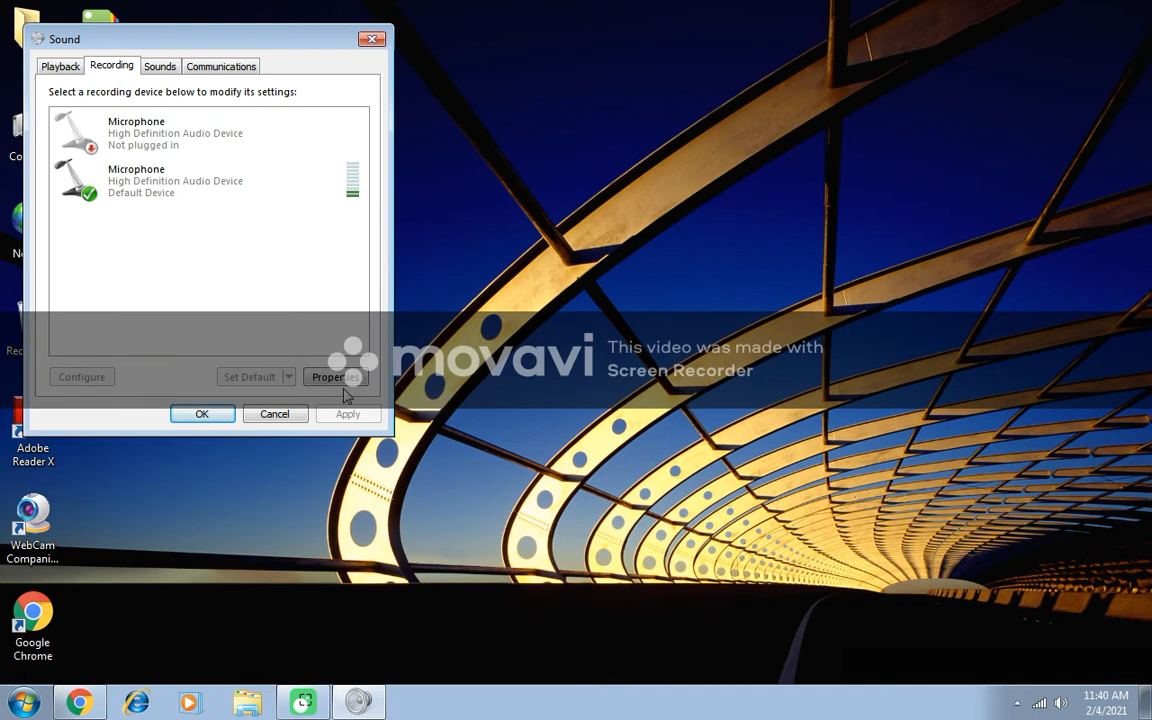 Sound
Playback
Recording
Sounds
Communications
Select a recording device below to modify its settings:
Microphone
High Definition Audio Device
Not plugged in
Microphone
High Definition Audio Device
Default Device
Configure
Set Default
Properties
OK
Cancel
Apply
movavi
This video was made with
Screen Recorder
Adobe
Reader X
WebCam
Compani...
Google
Chrome
11:40 AM
2/4/2021